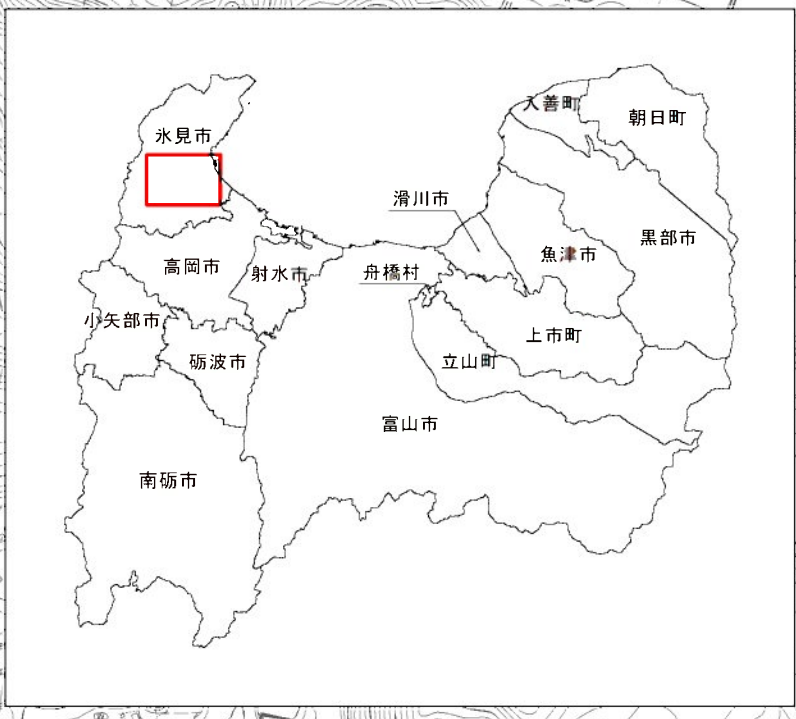 入善町
朝日町
氷見市
滑川市
黒部市
魚津市
高岡市
射水市
舟橋村
小矢部市
上市町
砺波市
立山町
富山市
南砺市